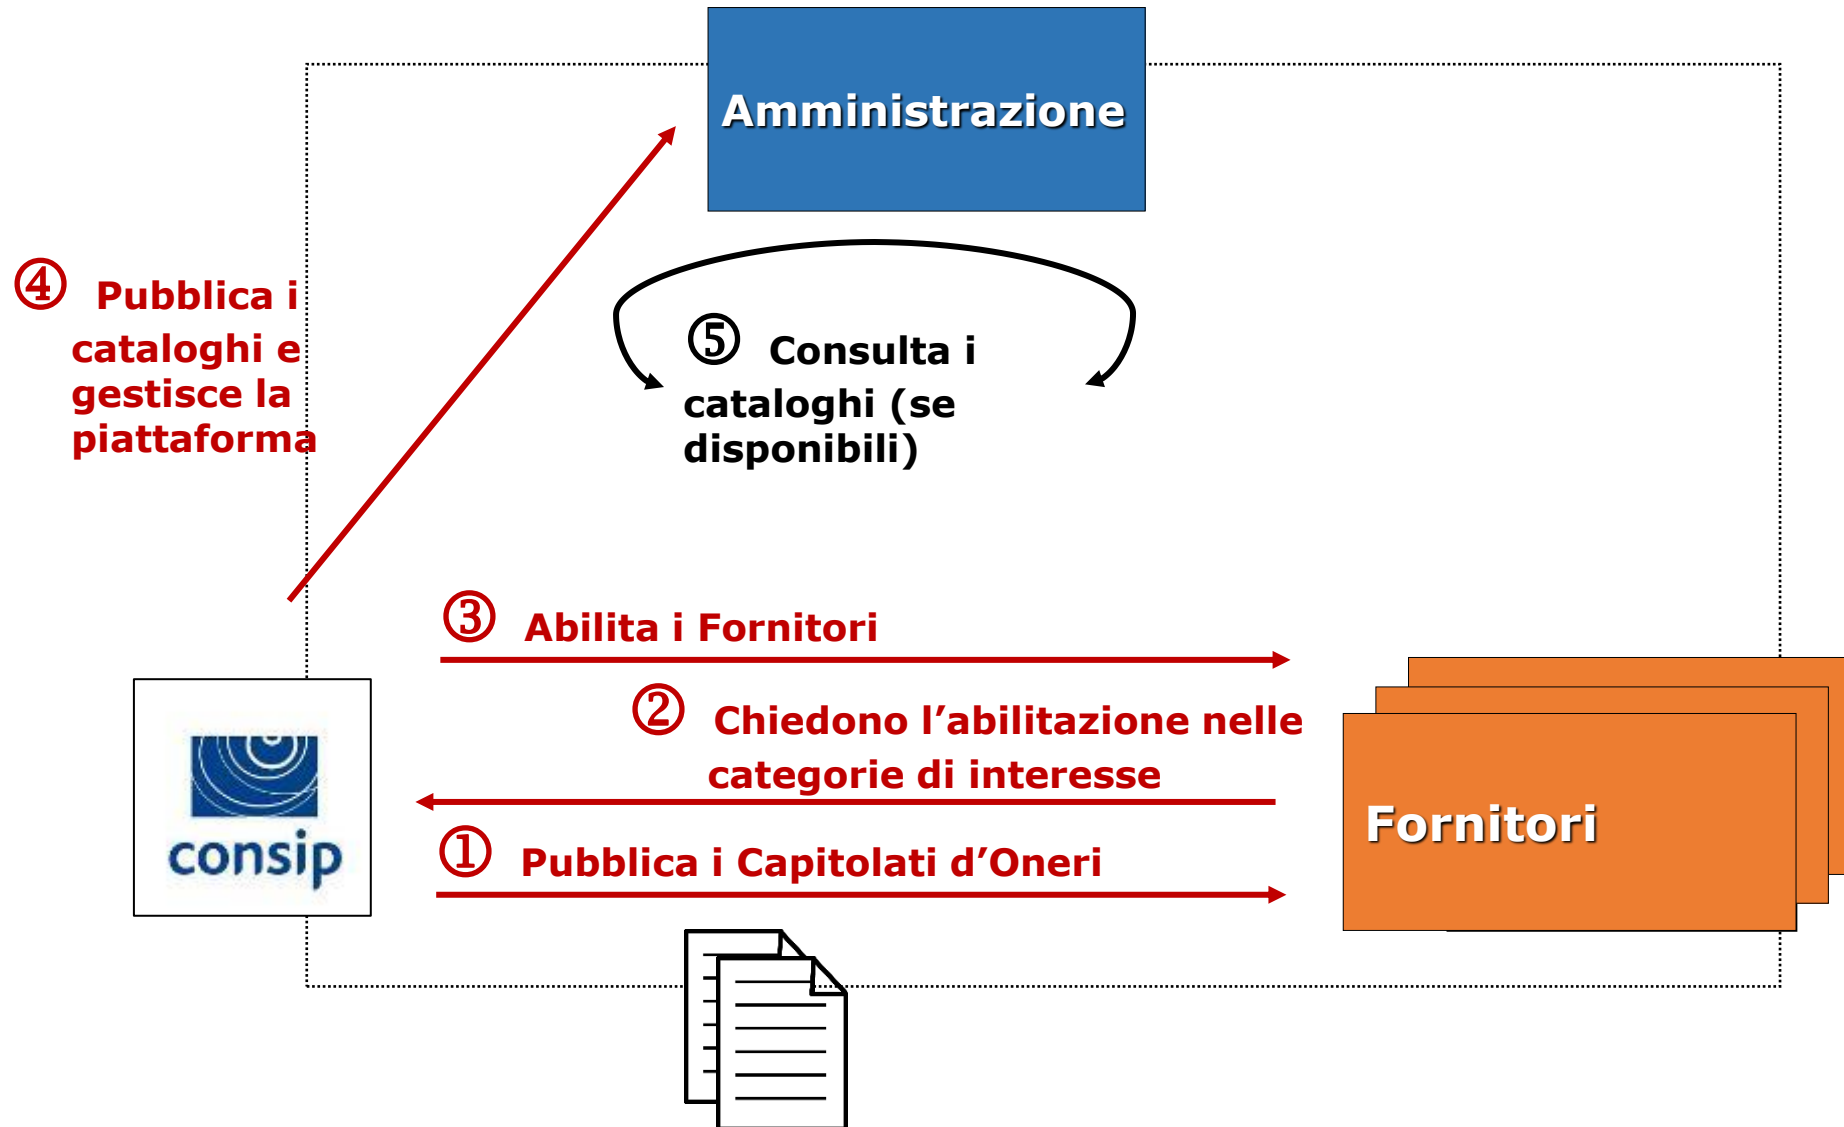 Amministrazione
④ Pubblica i
cataloghi e
gestisce la
piattaforma
⑤ Consulta i
cataloghi (se
disponibili)
③ Abilita i Fornitori
② Chiedono l’abilitazione nelle
categorie di interesse
① Pubblica i Capitolati d’Oneri
consip
Fornitori